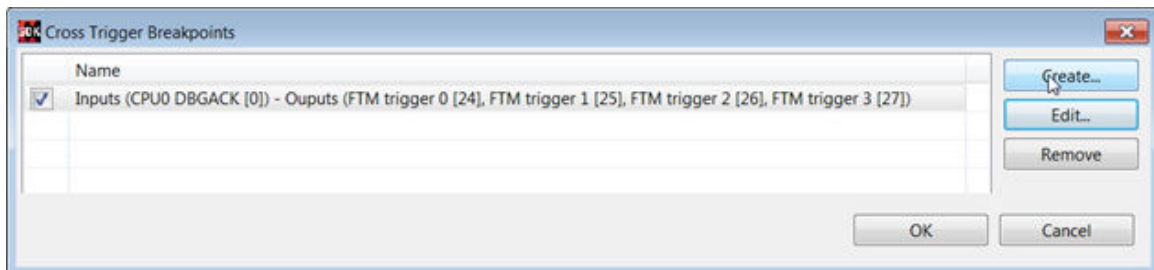 SDK Cross Trigger Breakpoints
Name
Create...
Inputs (CPU0 DBGACK [0]) - Ouputs (FTM trigger 0 [24], FTM trigger 1 [25], FTM trigger 2 [26], FTM trigger 3 [27])
Edit...
Remove
OK
Cancel